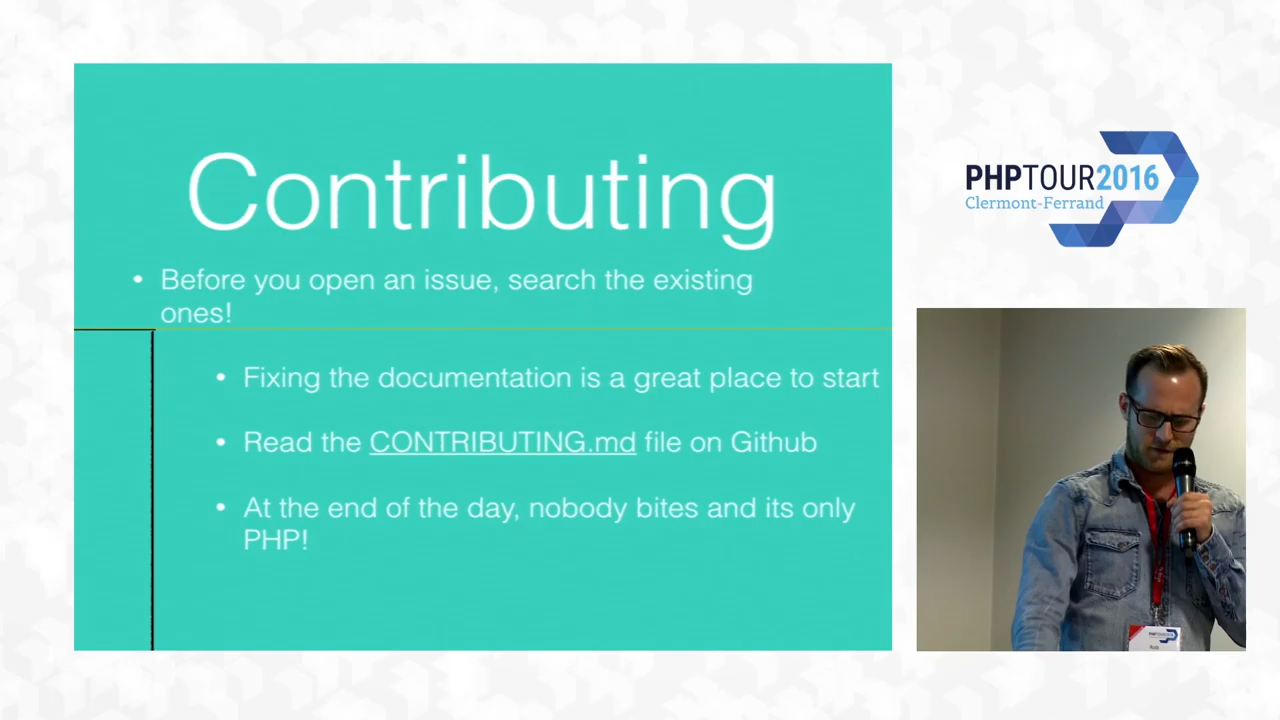 Contributing
• Before you open an issue, search the existing
ones!
• Fixing the documentation is a great place to start
• Read the CONTRIBUTING.md file on Github
• At the end of the day, nobody bites and its only
PHP!
PHPTOUR2016
Clermont-Ferrand
PHPTOUR2016
Rob